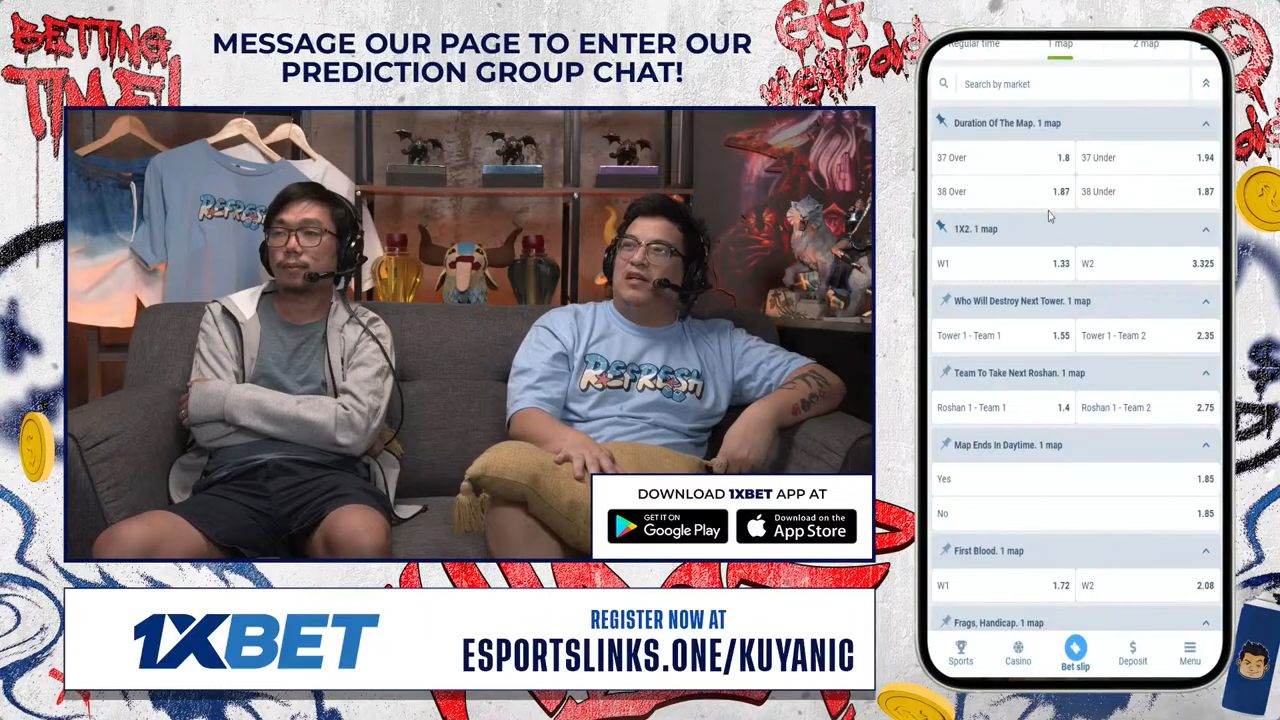 BETTING
TIME!
MESSAGE OUR PAGE TO ENTER OUR
PREDICTION GROUP CHAT!
GG
REFRESH
REFRESH
DOWNLOAD 1XBET APP AT
GET IT ON
Google Play
Download on the
App Store
1XBET
REGISTER NOW AT
ESPORTSLINKS.ONE/KUYANIC
Regular time 1 map 2 map
Search by market
Duration Of The Map. 1 map
37 Over 1.8 37 Under 1.94
38 Over 1.87 38 Under 1.87
1X2. 1 map
W1 1.33 W2 3.325
Who Will Destroy Next Tower. 1 map
Tower 1 - Team 1 1.55 Tower 1 - Team 2 2.35
Team To Take Next Roshan. 1 map
Roshan 1 - Team 1 1.4 Roshan 1 - Team 2 2.75
Map Ends In Daytime. 1 map
Yes 1.85
No 1.85
First Blood. 1 map
W1 1.72 W2 2.08
Frags, Handicap. 1 map
Sports Casino Bet slip Deposit Menu